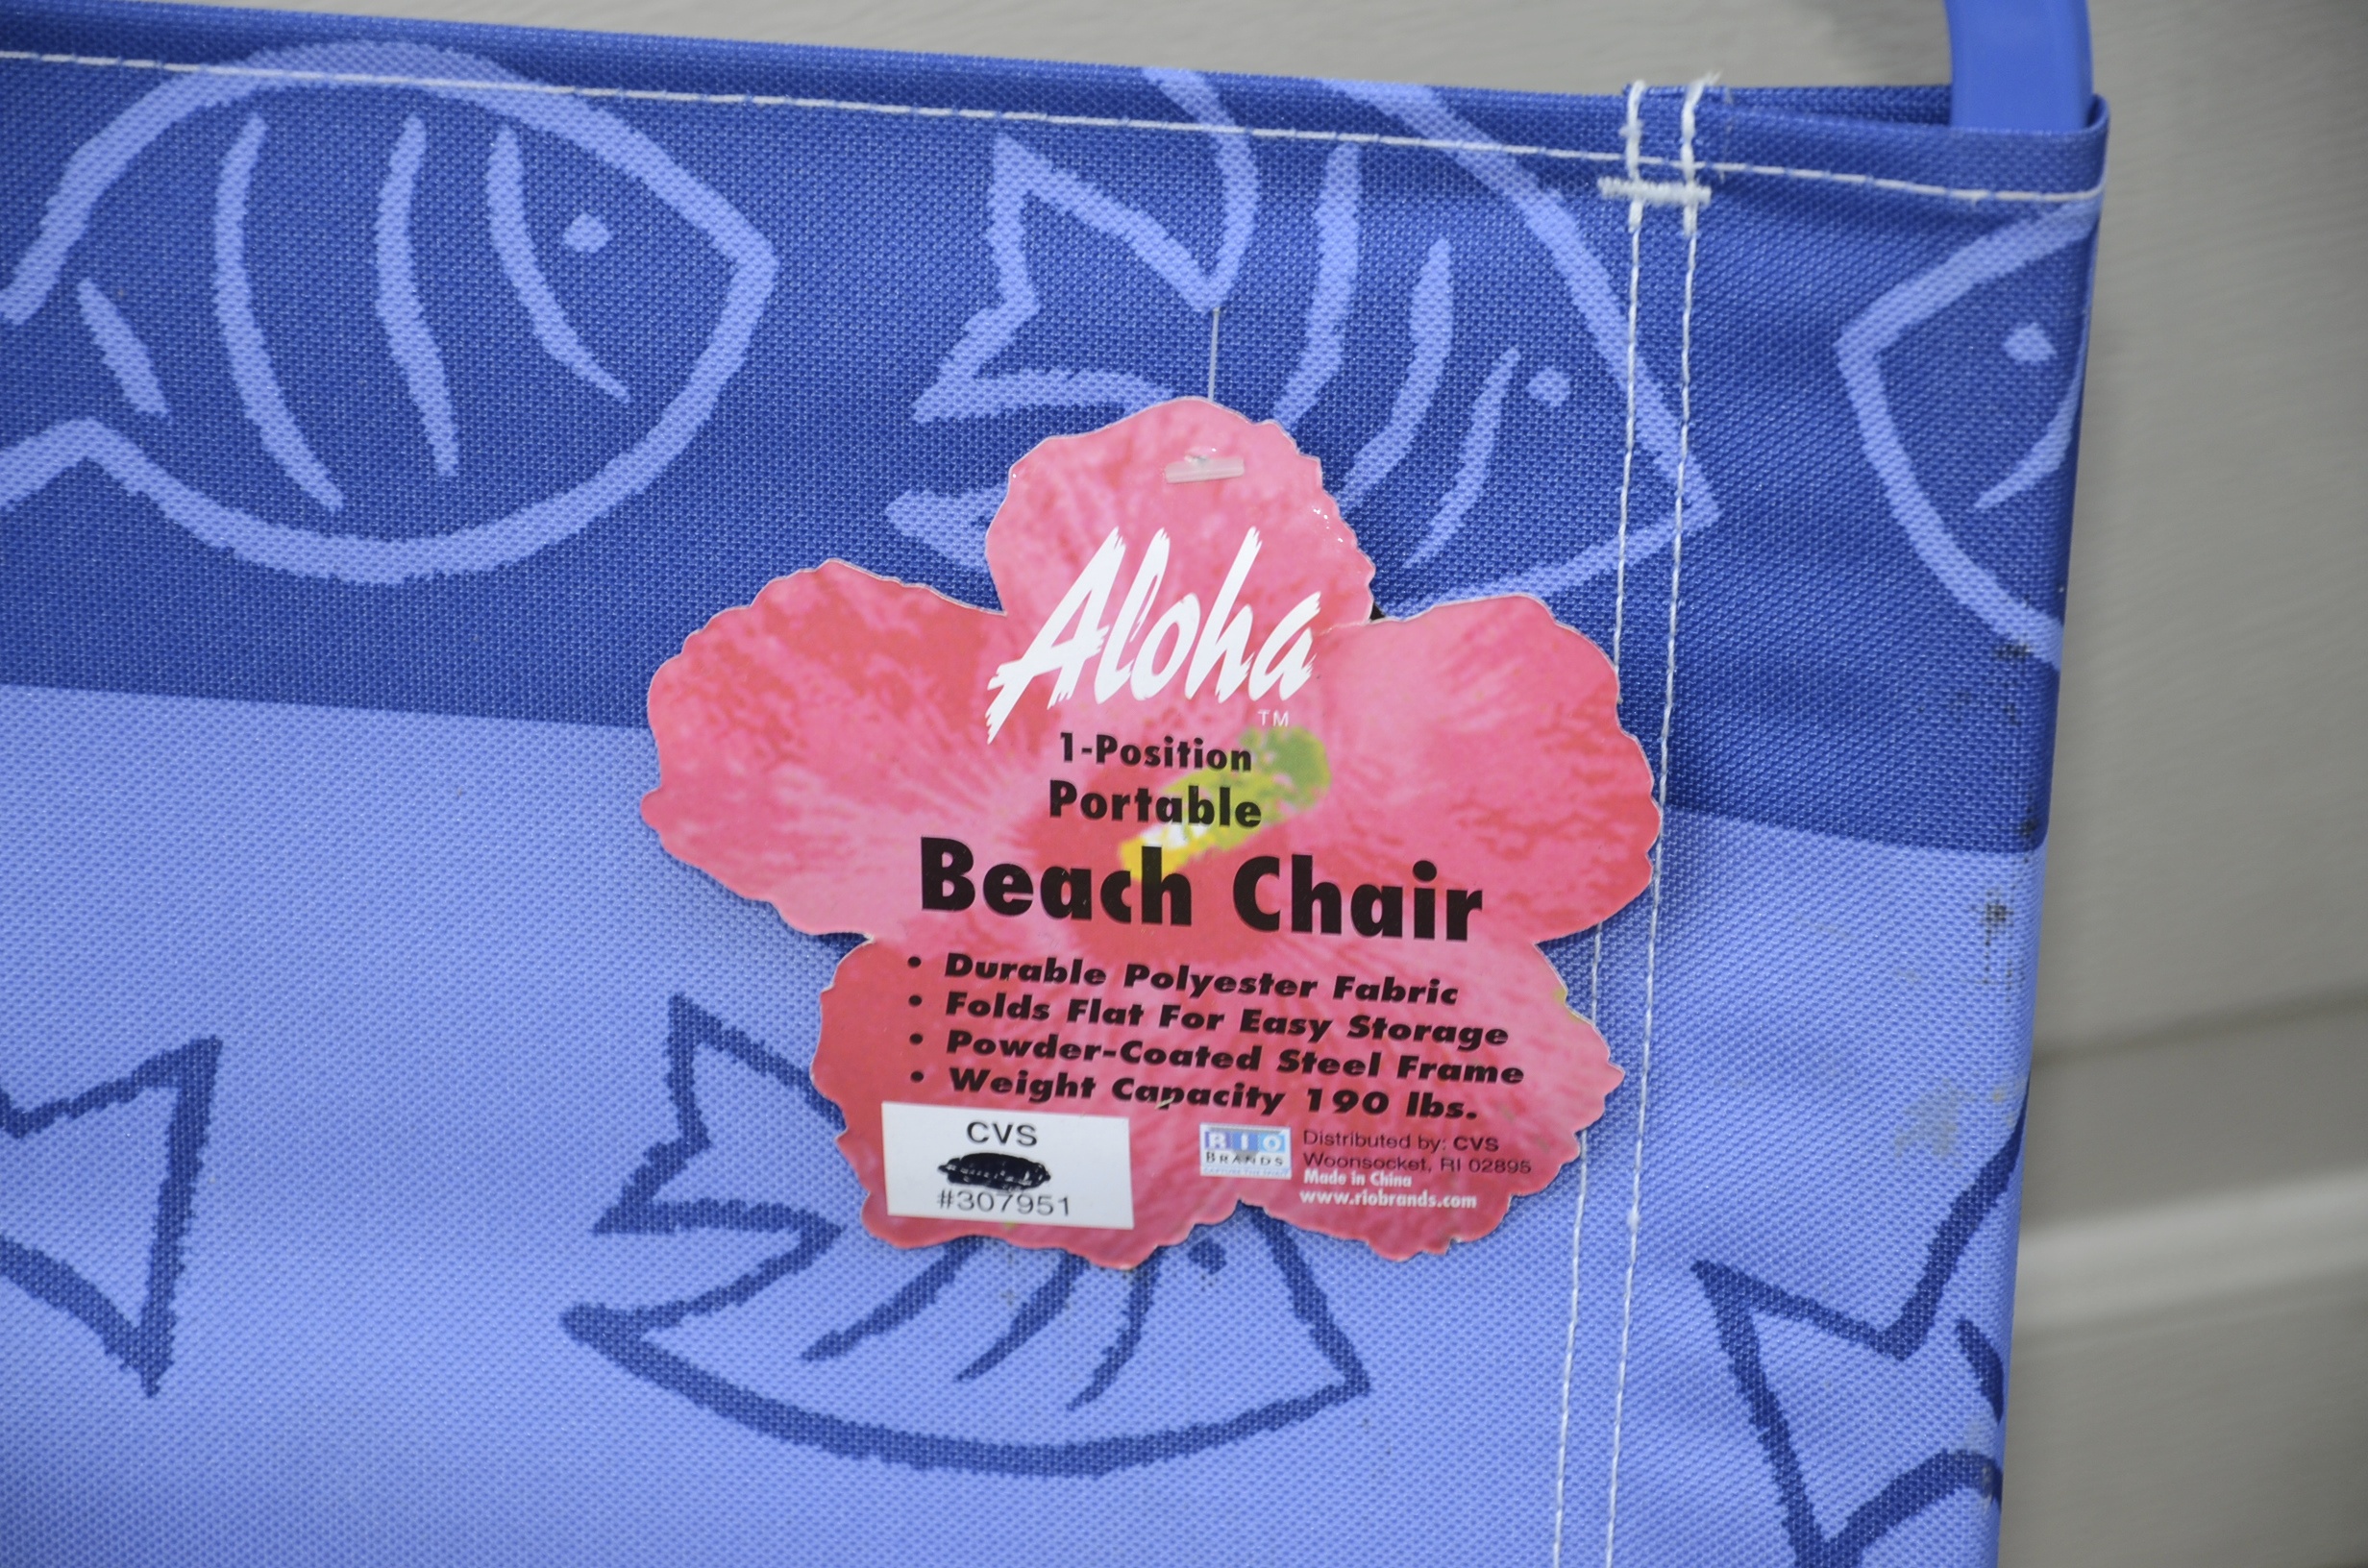 Aloha
TM
1-Position
Portable
Beach Chair
• Durable Polyester Fabric
• Folds Flat For Easy Storage
• Powder-Coated Steel Frame
• Weight Capacity 190 lbs.
CVS
#307951
RIO
BRANDS
Distributed by: CVS
Woonsocket, RI 02895
Made in China
www.riobrands.com